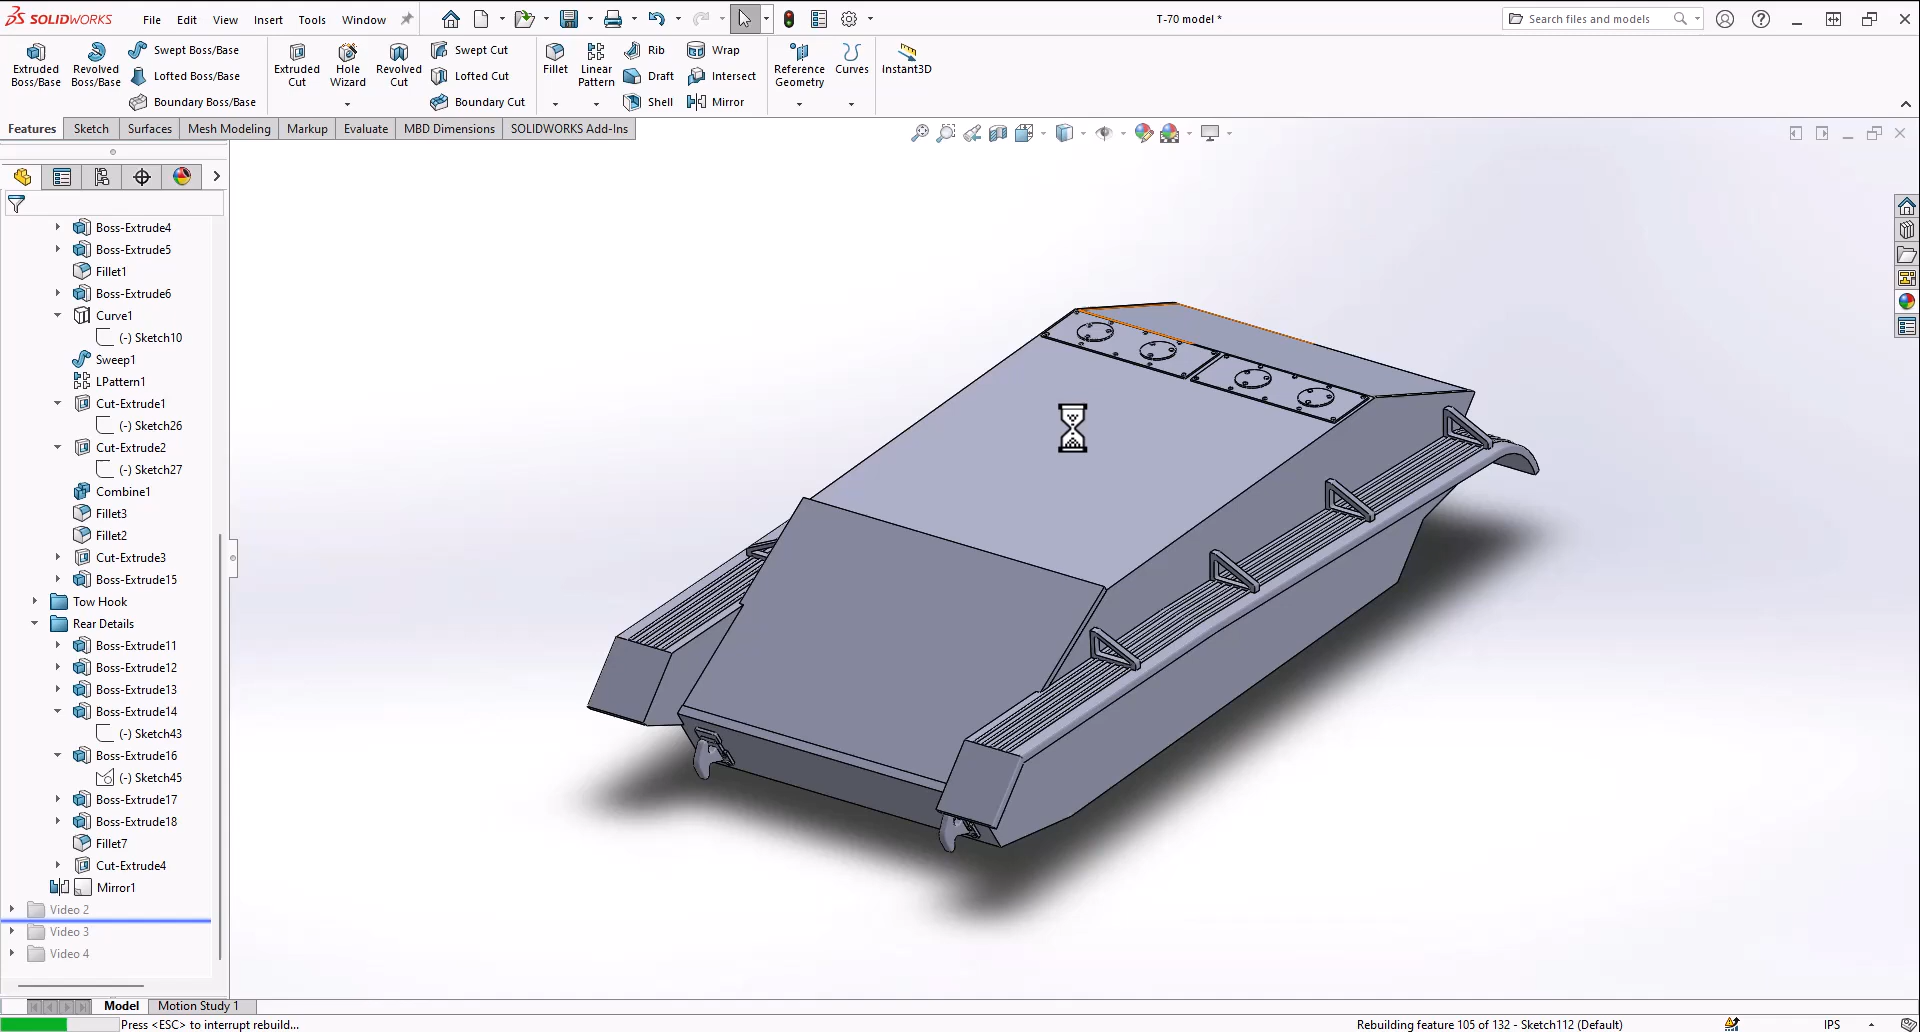 SOLIDWORKS File Edit View Insert Tools Window T-70 model * Search files and models
Extruded Boss/Base Revolved Boss/Base Swept Boss/Base Lofted Boss/Base Boundary Boss/Base Extruded Cut Hole Wizard Revolved Cut Swept Cut Lofted Cut Boundary Cut Fillet Linear Pattern Rib Draft Shell Wrap Intersect Mirror Reference Geometry Curves Instant3D
Features Sketch Surfaces Mesh Modeling Markup Evaluate MBD Dimensions SOLIDWORKS Add-Ins
Boss-Extrude4
Boss-Extrude5
Fillet1
Boss-Extrude6
Curve1
(-) Sketch10
Sweep1
LPattern1
Cut-Extrude1
(-) Sketch26
Cut-Extrude2
(-) Sketch27
Combine1
Fillet3
Fillet2
Cut-Extrude3
Boss-Extrude15
Tow Hook
Rear Details
Boss-Extrude11
Boss-Extrude12
Boss-Extrude13
Boss-Extrude14
(-) Sketch43
Boss-Extrude16
(-) Sketch45
Boss-Extrude17
Boss-Extrude18
Fillet7
Cut-Extrude4
Mirror1
Video 2
Video 3
Video 4
Model Motion Study 1
Press <ESC> to interrupt rebuild... Rebuilding feature 105 of 132 - Sketch112 (Default) IPS